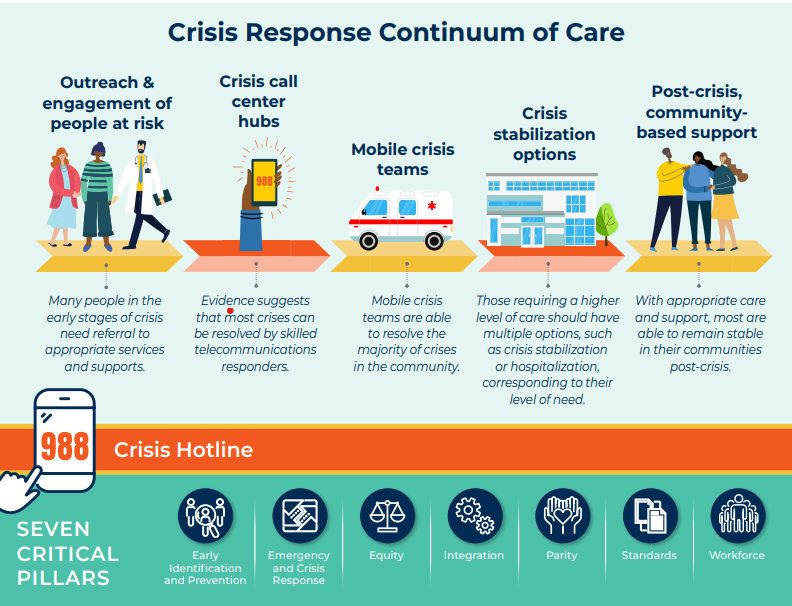 Crisis Response Continuum of Care
Outreach &
engagement of
people at risk
Crisis call
center
hubs
Mobile crisis
teams
Crisis
stabilization
options
Post-crisis,
community-
based support
988
Many people in the
early stages of crisis
need referral to
appropriate services
and supports.
Evidence suggests
that most crises can
be resolved by skilled
telecommunications
responders.
Mobile crisis
teams are able
to resolve the
majority of crises
in the community.
Those requiring a higher
level of care should have
multiple options, such
as crisis stabilization
or hospitalization,
corresponding to their
level of need.
With appropriate care
and support, most are
able to remain stable
in their communities
post-crisis.
988
Crisis Hotline
SEVEN
CRITICAL
PILLARS
Early
Identification
and Prevention
Emergency
and Crisis
Response
Equity
Integration
Parity
Standards
Workforce